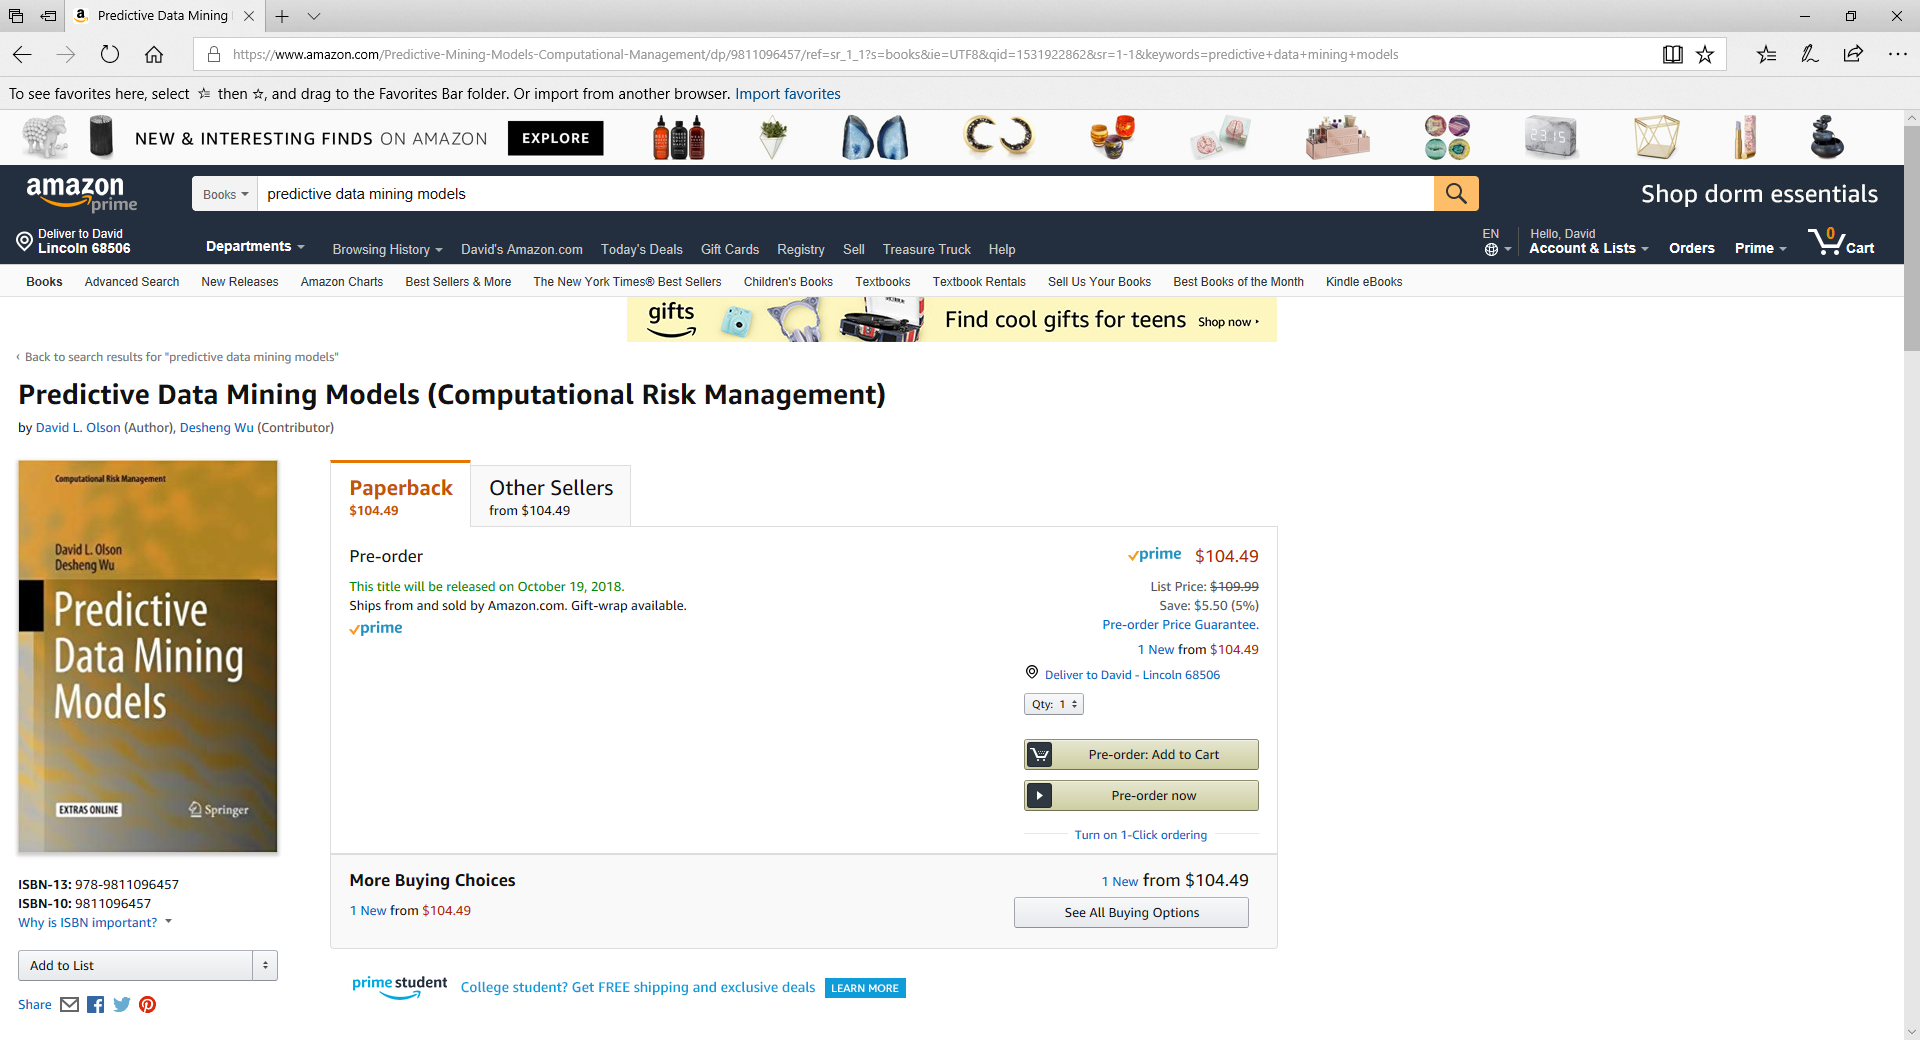 Predictive Data Mining
https://www.amazon.com/Predictive-Mining-Models-Computational-Management/dp/9811096457/ref=sr_1_1?s=books&ie=UTF8&qid=1531922862&sr=1-1&keywords=predictive+data+mining+models
To see favorites here, select then ☆, and drag to the Favorites Bar folder. Or import from another browser. Import favorites
NEW & INTERESTING FINDS ON AMAZON EXPLORE
23:15
amazon prime
Books predictive data mining models
Shop dorm essentials
Deliver to David
Lincoln 68506
Departments Browsing History David's Amazon.com Today's Deals Gift Cards Registry Sell Treasure Truck Help
EN Hello, David
Account & Lists Orders Prime 0 Cart
Books Advanced Search New Releases Amazon Charts Best Sellers & More The New York Times® Best Sellers Children's Books Textbooks Textbook Rentals Sell Us Your Books Best Books of the Month Kindle eBooks
gifts Find cool gifts for teens Shop now ›
‹ Back to search results for "predictive data mining models"
Predictive Data Mining Models (Computational Risk Management)
by David L. Olson (Author), Desheng Wu (Contributor)
Computational Risk Management
David L. Olson
Desheng Wu
Predictive
Data Mining
Models
EXTRAS ONLINE Springer
ISBN-13: 978-9811096457
ISBN-10: 9811096457
Why is ISBN important?
Add to List
Share
Paperback
$104.49
Other Sellers
from $104.49
Pre-order
This title will be released on October 19, 2018.
Ships from and sold by Amazon.com. Gift-wrap available.
prime
prime $104.49
List Price: $109.99
Save: $5.50 (5%)
Pre-order Price Guarantee.
1 New from $104.49
Deliver to David - Lincoln 68506
Qty: 1
Pre-order: Add to Cart
Pre-order now
Turn on 1-Click ordering
More Buying Choices
1 New from $104.49
1 New from $104.49
See All Buying Options
prime student College student? Get FREE shipping and exclusive deals LEARN MORE